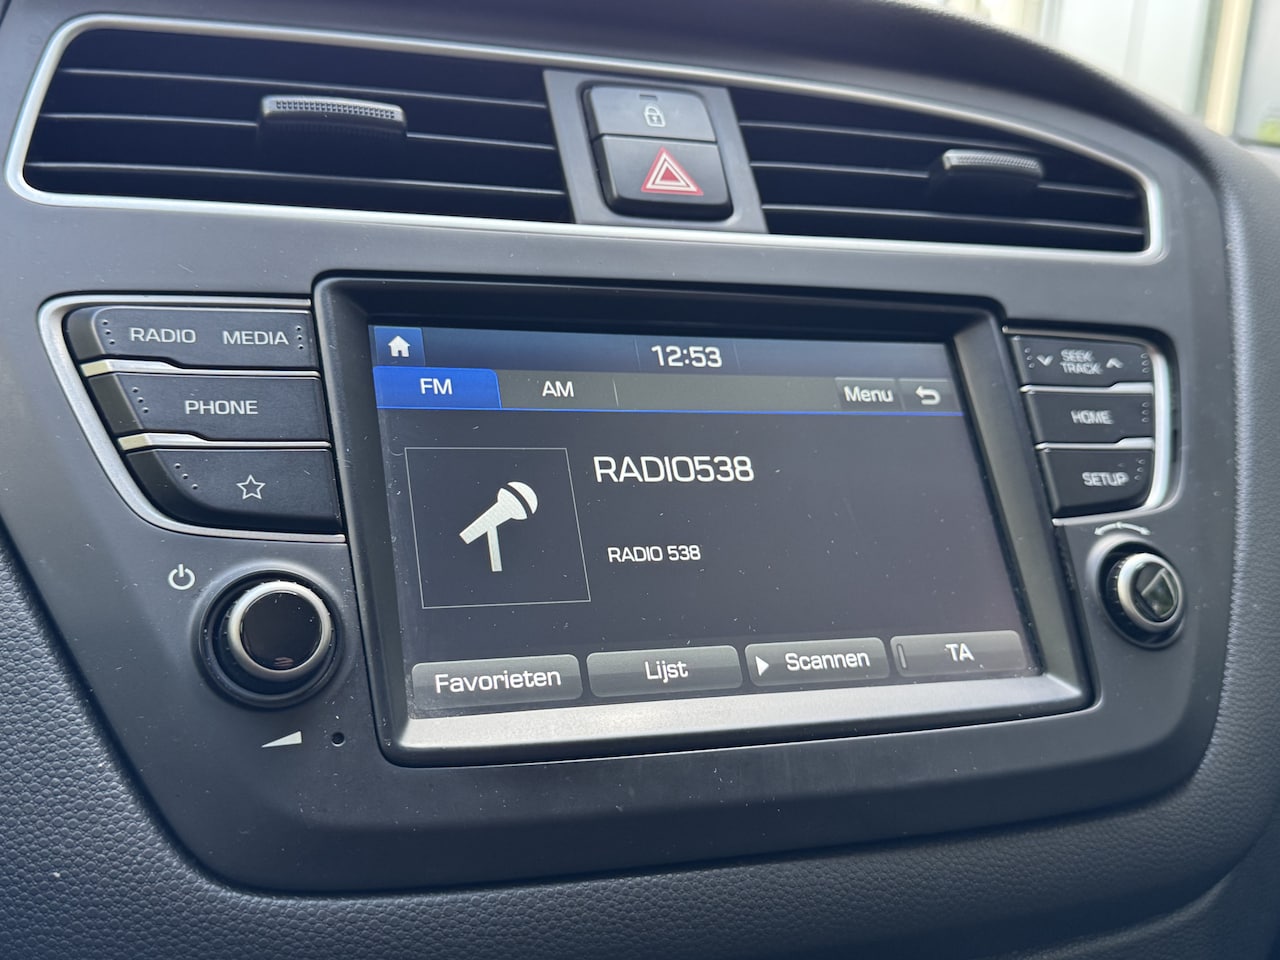 RADIO MEDIA
PHONE
12:53
FM AM Menu
RADIO538
RADIO 538
Favorieten Lijst Scannen TA
SEEK
TRACK
HOME
SETUP